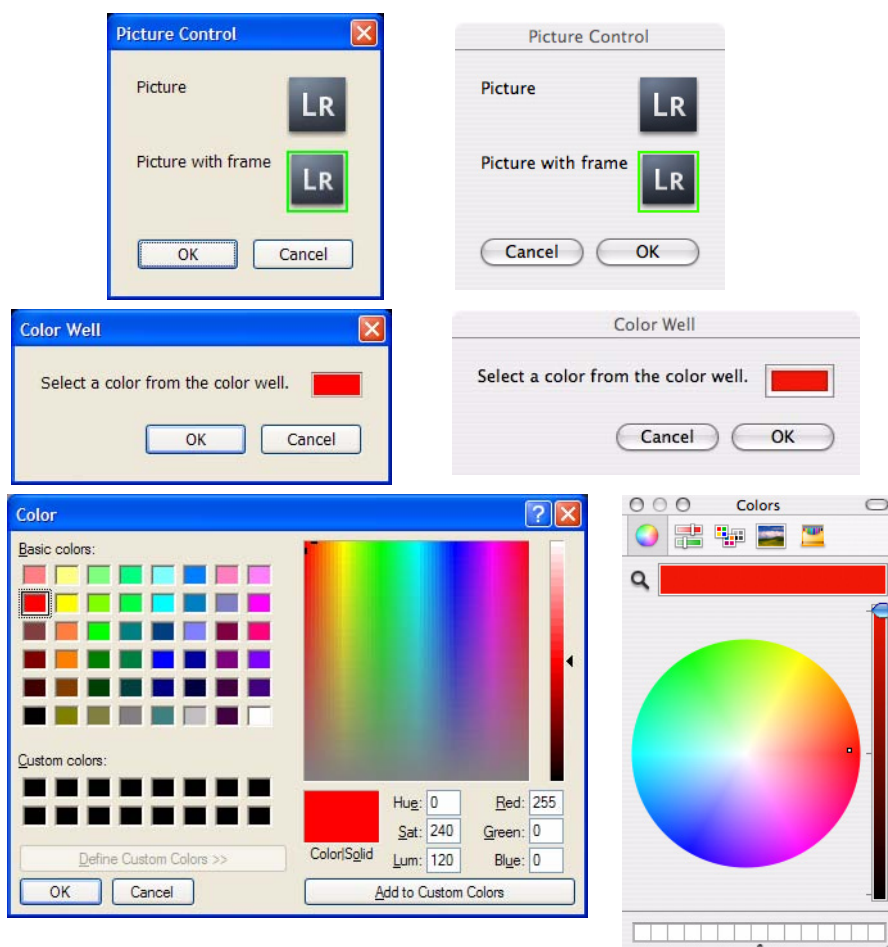 Picture Control
Picture
LR
Picture with frame
LR
OK Cancel
Picture Control
Picture
LR
Picture with frame
LR
Cancel OK
Color Well
Select a color from the color well.
OK Cancel
Color Well
Select a color from the color well.
Cancel OK
Color ?
Basic colors:
Custom colors:
Define Custom Colors >>
OK Cancel
Color|Solid
Hue: 0 Red: 255
Sat: 240 Green: 0
Lum: 120 Blue: 0
Add to Custom Colors
Colors